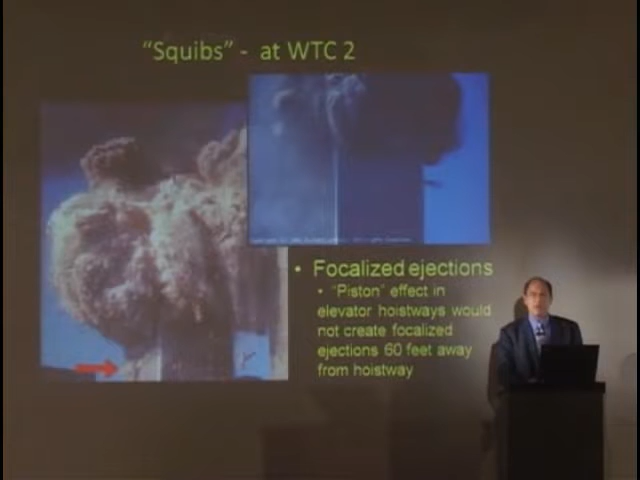 "Squibs" - at WTC 2
• Focalized ejections
• "Piston" effect in
elevator hoistways would
not create focalized
ejections 60 feet away
from hoistway